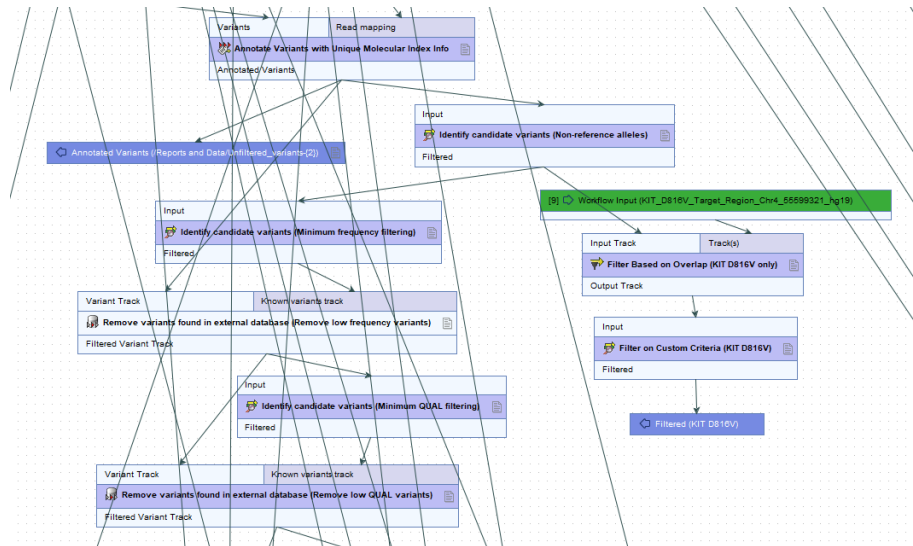 Variants Read mapping
Annotate Variants with Unique Molecular Index Info
Annotated Variants
Input
Identify candidate variants (Non-reference alleles)
Filtered
Annotated Variants (/Reports and Data/Unfiltered_variants-{2})
[9] Workflow Input (KIT_D816V_Target_Region_Chr4_55599321_hg19)
Input
Identify candidate variants (Minimum frequency filtering)
Filtered
Input Track Track(s)
Filter Based on Overlap (KIT D816V only)
Output Track
Variant Track Known variants track
Remove variants found in external database (Remove low frequency variants)
Filtered Variant Track
Input
Filter on Custom Criteria (KIT D816V)
Filtered
Input
Identify candidate variants (Minimum QUAL filtering)
Filtered
Filtered (KIT D816V)
Variant Track Known variants track
Remove variants found in external database (Remove low QUAL variants)
Filtered Variant Track